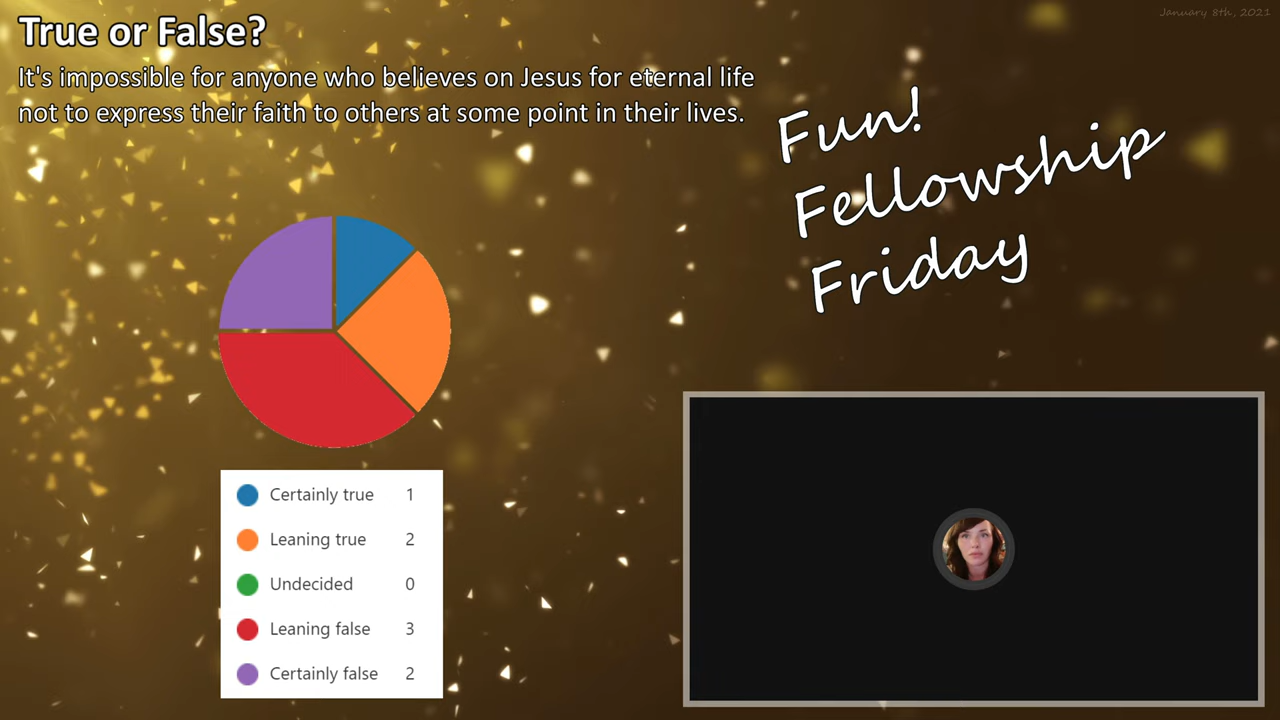 True or False?
It's impossible for anyone who believes on Jesus for eternal life
not to express their faith to others at some point in their lives.
January 8th, 2021
Fun!
Fellowship
Friday
Certainly true 1
Leaning true 2
Undecided 0
Leaning false 3
Certainly false 2